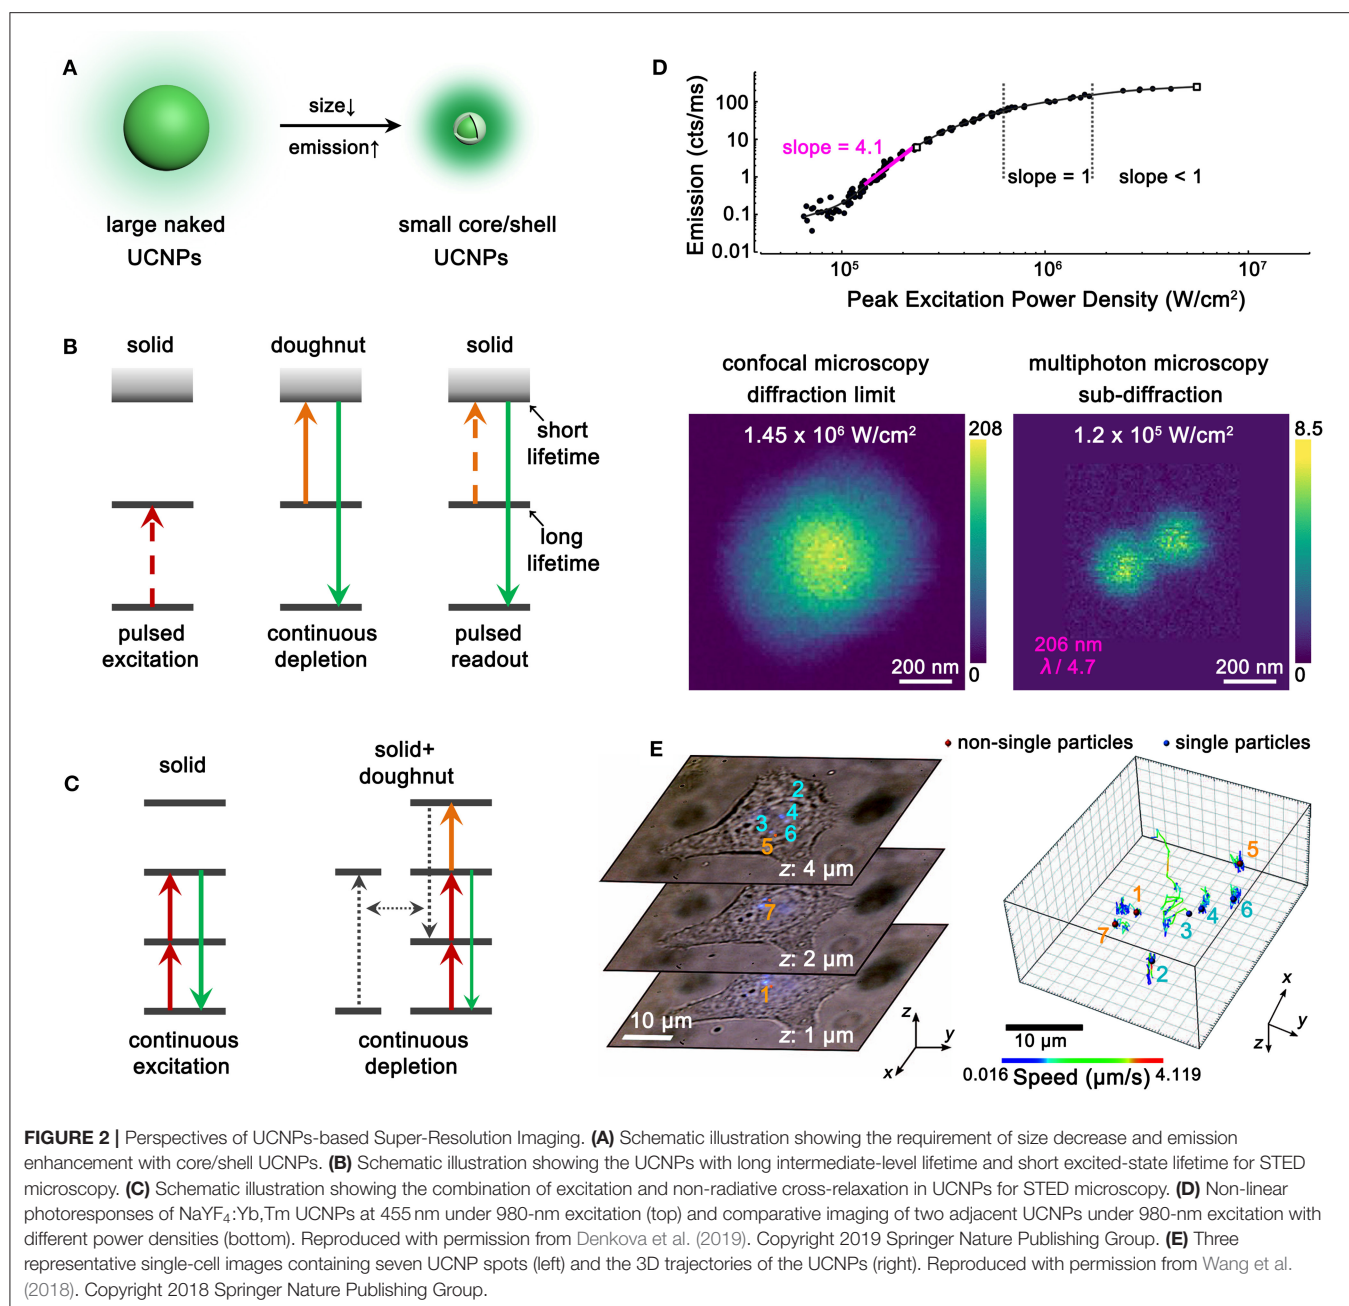 A
size↓
emission↑
large naked
UCNPs
small core/shell
UCNPs
B
solid
doughnut
solid
short
lifetime
long
lifetime
pulsed
excitation
continuous
depletion
pulsed
readout
C
solid
solid+
doughnut
continuous
excitation
continuous
depletion
D
Emission (cts/ms)
100
10
1
0.1
0.01
slope = 4.1
slope = 1
slope < 1
10⁵
10⁶
10⁷
Peak Excitation Power Density (W/cm²)
confocal microscopy
diffraction limit
1.45 x 10⁶ W/cm²
208
0
200 nm
multiphoton microscopy
sub-diffraction
1.2 x 10⁵ W/cm²
8.5
0
206 nm
λ / 4.7
200 nm
E
non-single particles
single particles
2
4
3
6
5
z: 4 µm
7
z: 2 µm
1
10 µm
z: 1 µm
z
y
x
5
1
6
4
3
7
2
x
y
z
10 µm
0.016 Speed (µm/s) 4.119
FIGURE 2 | Perspectives of UCNPs-based Super-Resolution Imaging. (A) Schematic illustration showing the requirement of size decrease and emission
enhancement with core/shell UCNPs. (B) Schematic illustration showing the UCNPs with long intermediate-level lifetime and short excited-state lifetime for STED
microscopy. (C) Schematic illustration showing the combination of excitation and non-radiative cross-relaxation in UCNPs for STED microscopy. (D) Non-linear
photoresponses of NaYF₄:Yb,Tm UCNPs at 455 nm under 980-nm excitation (top) and comparative imaging of two adjacent UCNPs under 980-nm excitation with
different power densities (bottom). Reproduced with permission from Denkova et al. (2019). Copyright 2019 Springer Nature Publishing Group. (E) Three
representative single-cell images containing seven UCNP spots (left) and the 3D trajectories of the UCNPs (right). Reproduced with permission from Wang et al.
(2018). Copyright 2018 Springer Nature Publishing Group.